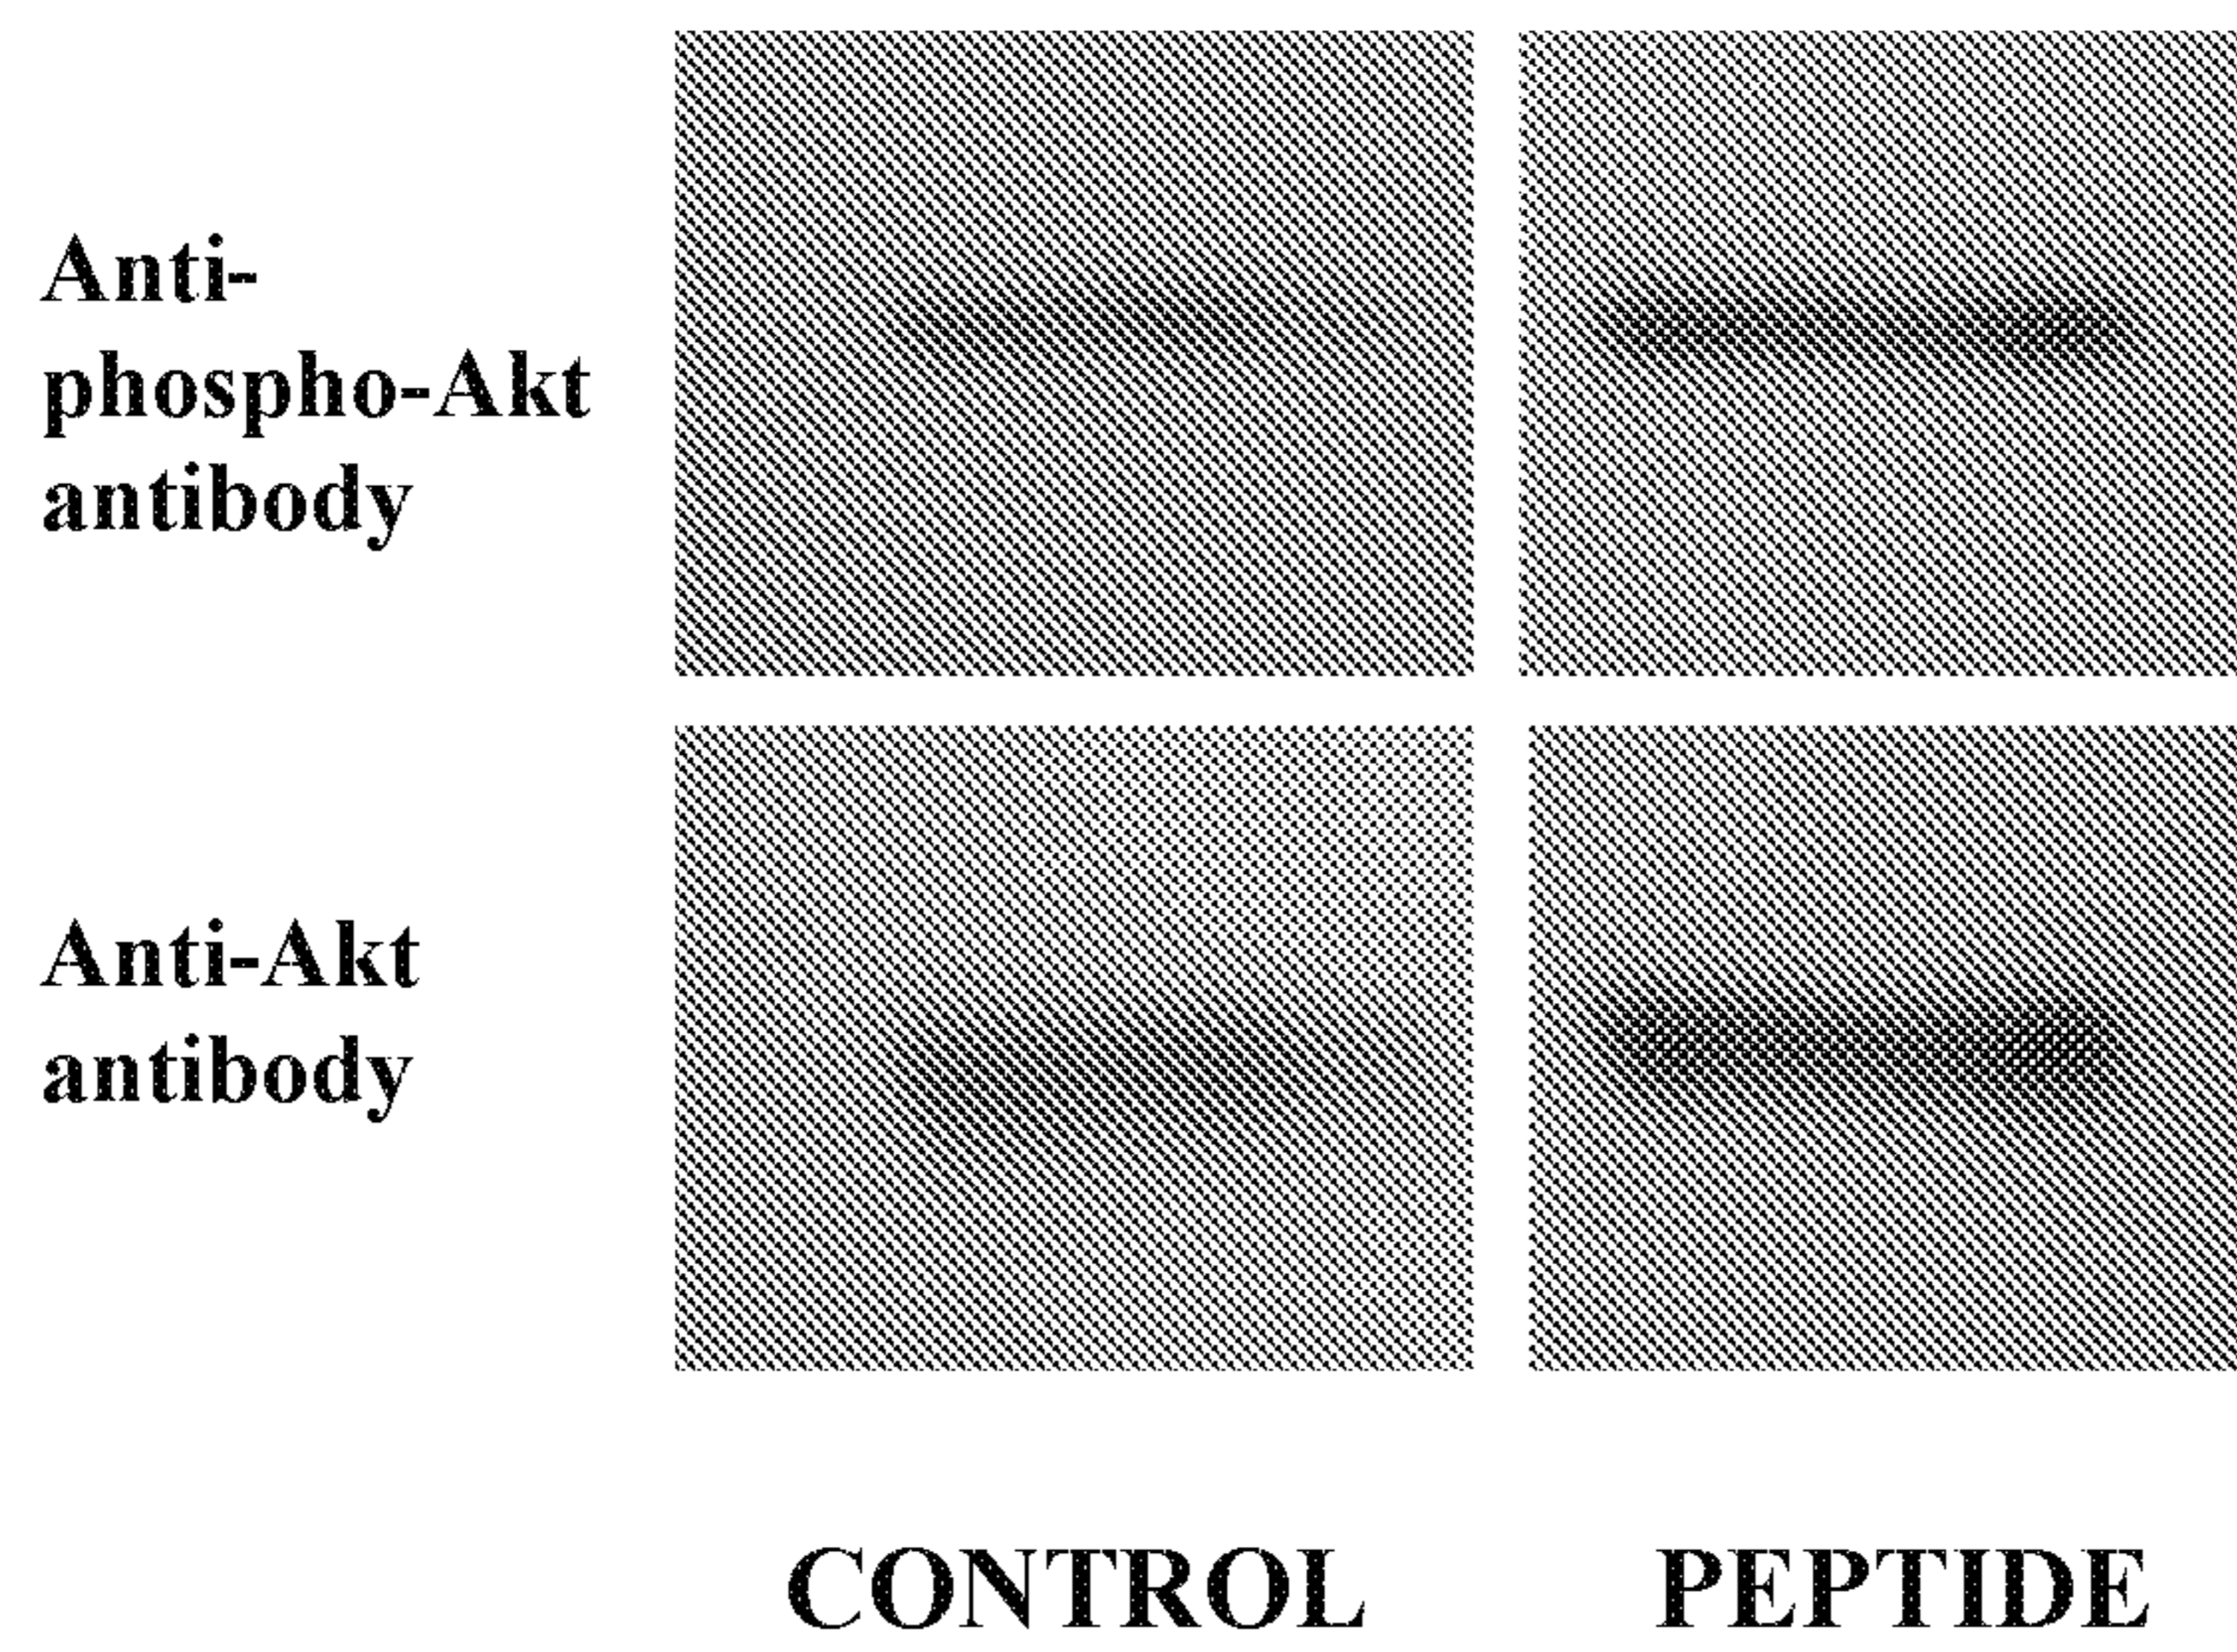 Anti-
phospho-Akt
antibody
Anti-Akt
antibody
CONTROL PEPTIDE